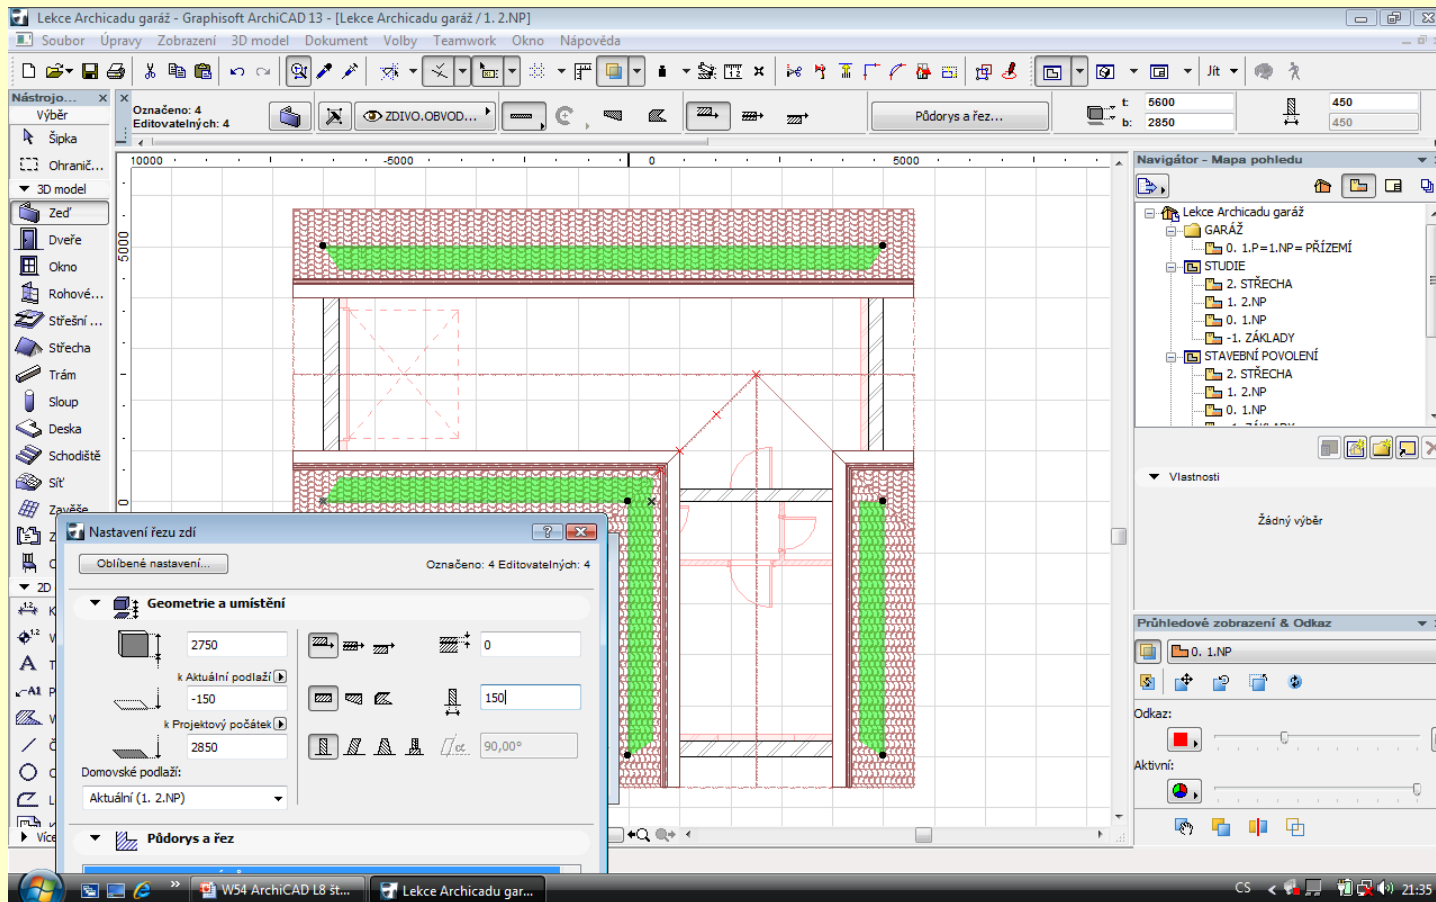 Lekce Archicadu garáž - Graphisoft ArchiCAD 13 - [Lekce Archicadu garáž / 1. 2.NP]
Soubor Úpravy Zobrazení 3D model Dokument Volby Teamwork Okno Nápověda
Jít
Nástrojo...
Výběr
Šipka
Ohranič...
3D model
Zeď
Dveře
Okno
Rohové...
Střešní ...
Střecha
Trám
Sloup
Deska
Schodiště
Síť
Zavěše
2D
Více
Označeno: 4
Editovatelných: 4
ZDIVO.OBVOD...
Půdorys a řez...
t: 5600
b: 2850
450
450
10000 -5000 0 5000
5000
0
Navigátor - Mapa pohledu
Lekce Archicadu garáž
GARÁŽ
0. 1.P=1.NP= PŘÍZEMÍ
STUDIE
2. STŘECHA
1. 2.NP
0. 1.NP
-1. ZÁKLADY
STAVEBNÍ POVOLENÍ
2. STŘECHA
1. 2.NP
0. 1.NP
Vlastnosti
Žádný výběr
Průhledové zobrazení & Odkaz
0. 1.NP
Odkaz:
Aktivní:
Nastavení řezu zdí
Oblíbené nastavení...
Označeno: 4 Editovatelných: 4
Geometrie a umístění
2750
0
k Aktuální podlaží
-150
150
k Projektový počátek
2850
90,00°
Domovské podlaží:
Aktuální (1. 2.NP)
Půdorys a řez
W54 ArchiCAD L8 št...
Lekce Archicadu gar...
CS
21:35